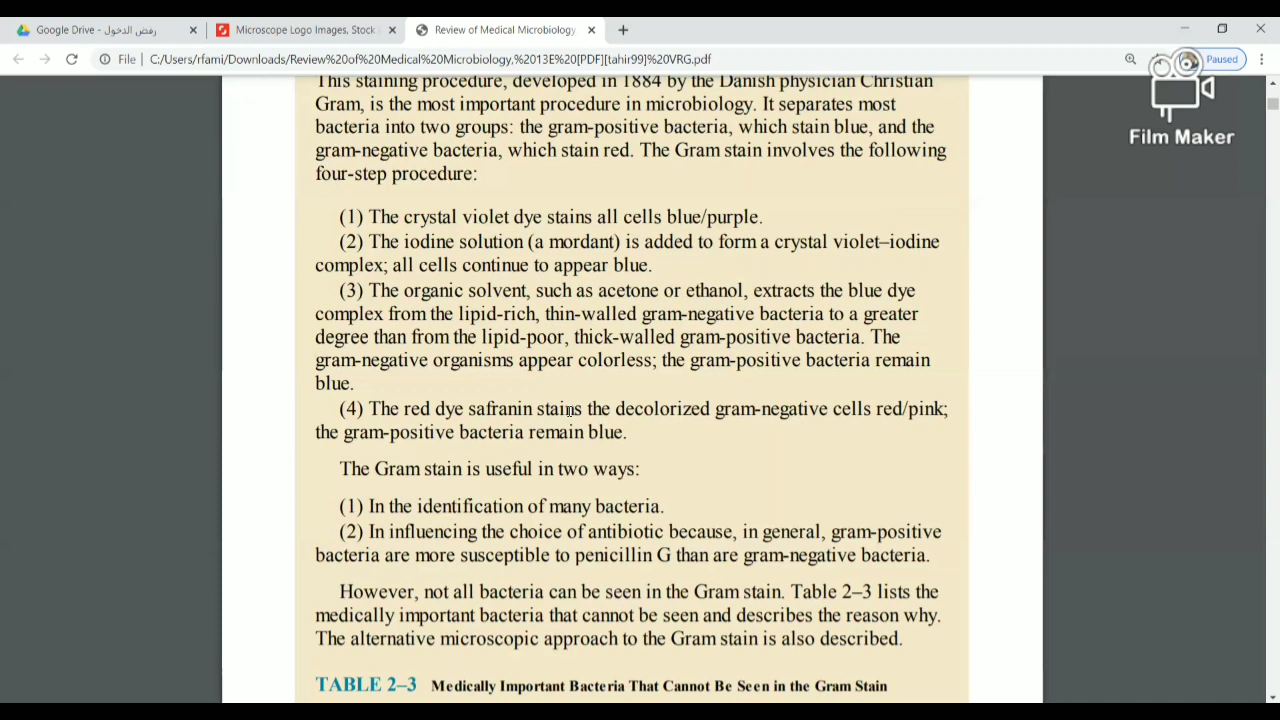 Google Drive - رفض الدخول
Microscope Logo Images, Stock
Review of Medical Microbiology
File
C:/Users/rfami/Downloads/Review%20of%20Medical%20Microbiology,%2013E%20[PDF][tahir99]%20VRG.pdf
Paused
Film Maker
This staining procedure, developed in 1884 by the Danish physician Christian
Gram, is the most important procedure in microbiology. It separates most
bacteria into two groups: the gram-positive bacteria, which stain blue, and the
gram-negative bacteria, which stain red. The Gram stain involves the following
four-step procedure:
(1) The crystal violet dye stains all cells blue/purple.
(2) The iodine solution (a mordant) is added to form a crystal violet–iodine
complex; all cells continue to appear blue.
(3) The organic solvent, such as acetone or ethanol, extracts the blue dye
complex from the lipid-rich, thin-walled gram-negative bacteria to a greater
degree than from the lipid-poor, thick-walled gram-positive bacteria. The
gram-negative organisms appear colorless; the gram-positive bacteria remain
blue.
(4) The red dye safranin stains the decolorized gram-negative cells red/pink;
the gram-positive bacteria remain blue.
The Gram stain is useful in two ways:
(1) In the identification of many bacteria.
(2) In influencing the choice of antibiotic because, in general, gram-positive
bacteria are more susceptible to penicillin G than are gram-negative bacteria.
However, not all bacteria can be seen in the Gram stain. Table 2–3 lists the
medically important bacteria that cannot be seen and describes the reason why.
The alternative microscopic approach to the Gram stain is also described.
TABLE 2–3 Medically Important Bacteria That Cannot Be Seen in the Gram Stain